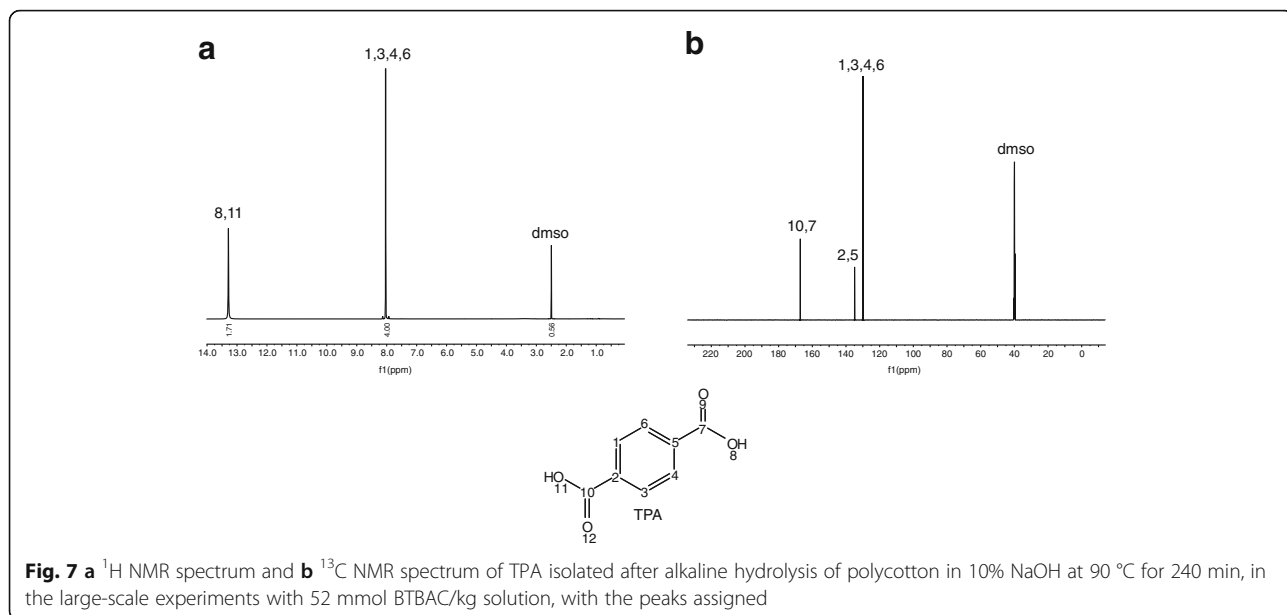 a
b
1,3,4,6
1,3,4,6
dmso
dmso
8,11
10,7
2,5
1.71
4.00
0.56
14.0 13.0 12.0 11.0 10.0 9.0 8.0 7.0 6.0 5.0 4.0 3.0 2.0 1.0
f1(ppm)
220 200 180 160 140 120 100 80 60 40 20 0
f1(ppm)
O
9
6
7
1
5
OH
8
HO
11
2
4
10
3
O
12
TPA
Fig. 7 a ¹H NMR spectrum and b ¹³C NMR spectrum of TPA isolated after alkaline hydrolysis of polycotton in 10% NaOH at 90 °C for 240 min, in
the large-scale experiments with 52 mmol BTBAC/kg solution, with the peaks assigned